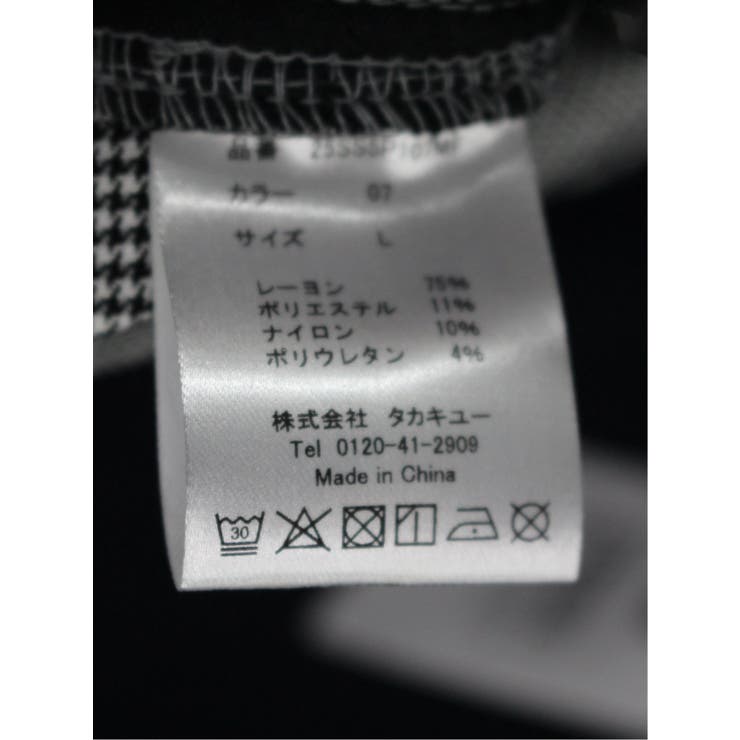 品番
カラー 07
サイズ L
レーヨン 75%
ポリエステル 11%
ナイロン 10%
ポリウレタン 4%
株式会社 タカキュー
Tel 0120-41-2909
Made in China
30